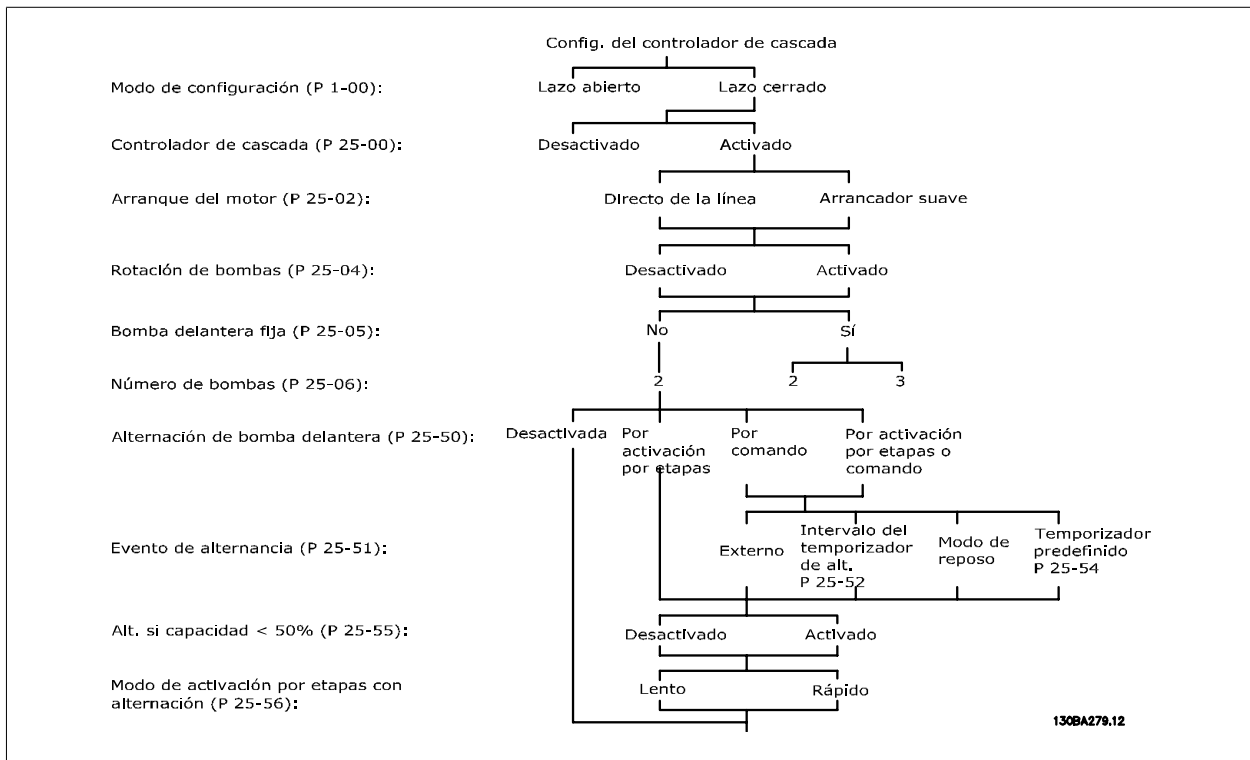 Config. del controlador de cascada
Modo de configuración (P 1-00):
Lazo abierto
Lazo cerrado
Controlador de cascada (P 25-00):
Desactivado
Activado
Arranque del motor (P 25-02):
Directo de la línea
Arrancador suave
Rotación de bombas (P 25-04):
Desactivado
Activado
Bomba delantera fija (P 25-05):
No
Sí
Número de bombas (P 25-06):
2
2
3
Alternación de bomba delantera (P 25-50):
Desactivada
Por
activación
por etapas
Por
comando
Por activación
por etapas o
comando
Evento de alternancia (P 25-51):
Externo
Intervalo del
temporizador
de alt.
P 25-52
Modo de
reposo
Temporizador
predefinido
P 25-54
Alt. si capacidad < 50% (P 25-55):
Desactivado
Activado
Modo de activación por etapas con
alternación (P 25-56):
Lento
Rápido
130BA279.12